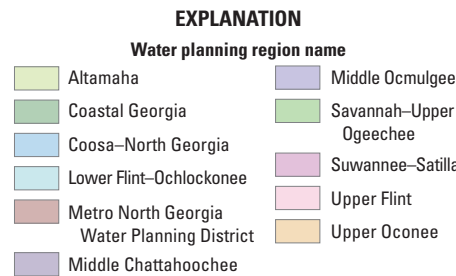 EXPLANATION
Water planning region name
Altamaha
Coastal Georgia
Coosa–North Georgia
Lower Flint–Ochlockonee
Metro North Georgia
Water Planning District
Middle Chattahoochee
Middle Ocmulgee
Savannah–Upper
Ogeechee
Suwannee–Satilla
Upper Flint
Upper Oconee